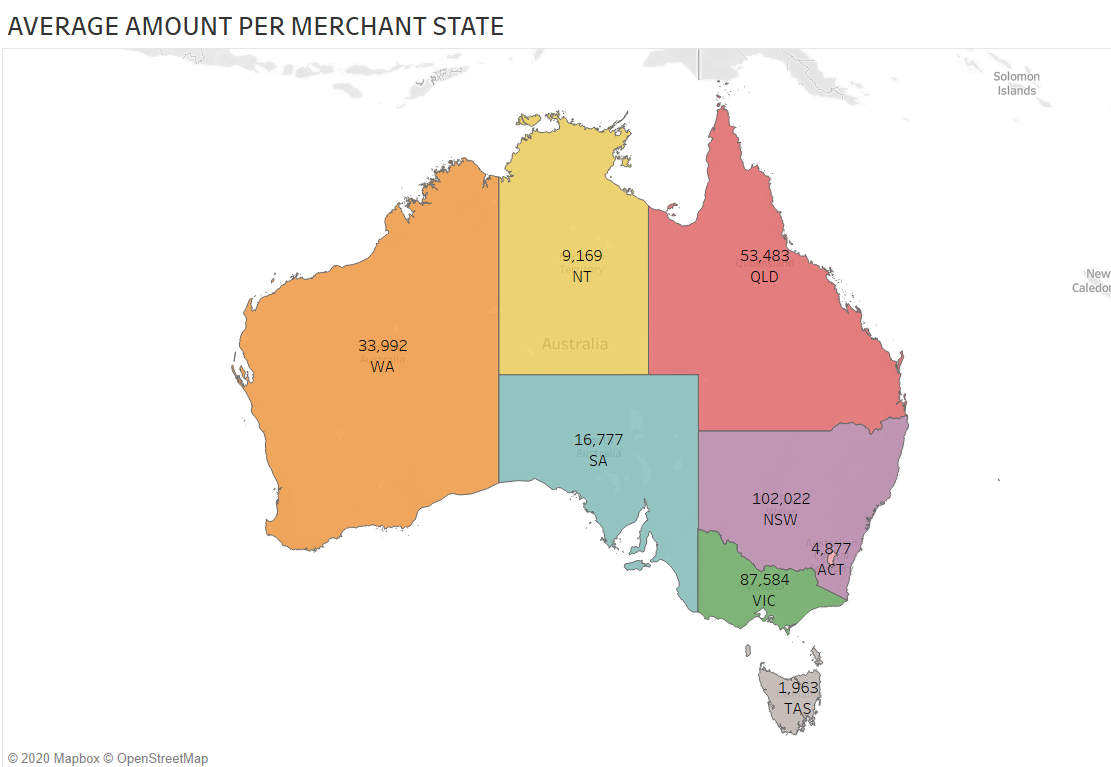 AVERAGE AMOUNT PER MERCHANT STATE
Solomon
Islands
9,169
NT
53,483
QLD
New
Caledor
Australia
33,992
WA
16,777
SA
102,022
NSW
4,877
ACT
87,584
VIC
1,963
TAS
© 2020 Mapbox © OpenStreetMap